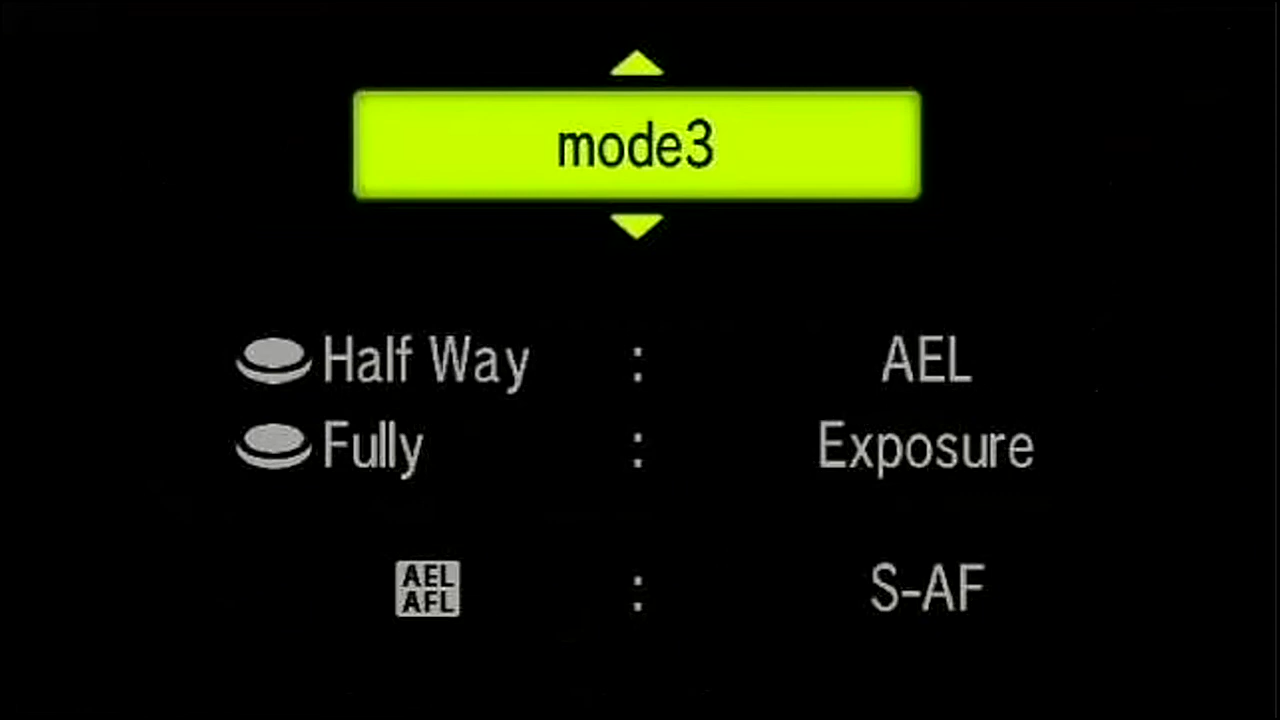 mode3
Half Way : AEL
Fully : Exposure
AEL
AFL : S-AF